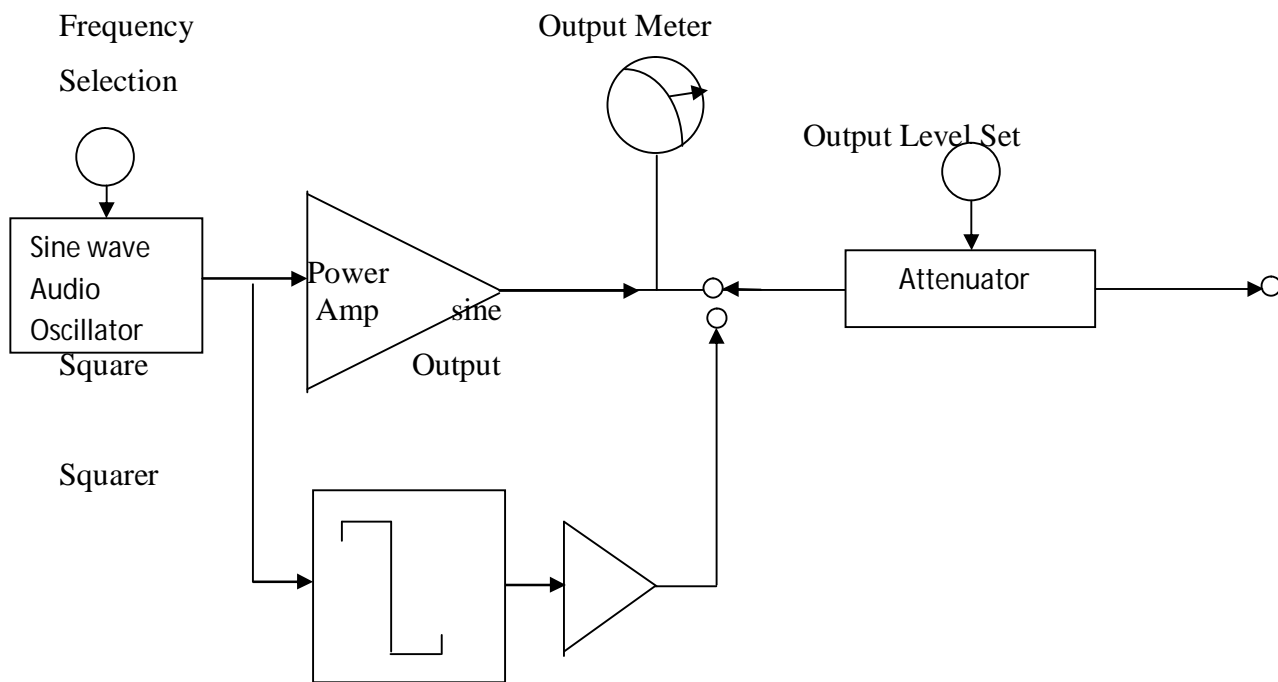 Frequency
Selection
Output Meter
Output Level Set
Sine wave
Audio
Oscillator
Power
Amp
sine
Attenuator
Square
Output
Squarer